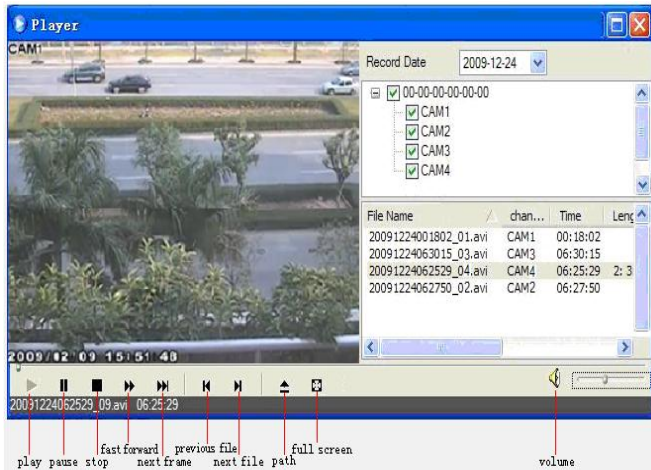 Player
CAM1
Record Date 2009-12-24
00-00-00-00-00-00
CAM1
CAM2
CAM3
CAM4
File Name chan... Time Leng
20091224001802_01.avi CAM1 00:18:02
20091224063015_03.avi CAM3 06:30:15
20091224062529_04.avi CAM4 06:25:29 2: 3
20091224062750_02.avi CAM2 06:27:50
2009/12 09 15:51 48
20091224062529_09.avi 06:25:29
fast forward previous file full screen
play pause stop next frame next file path volume